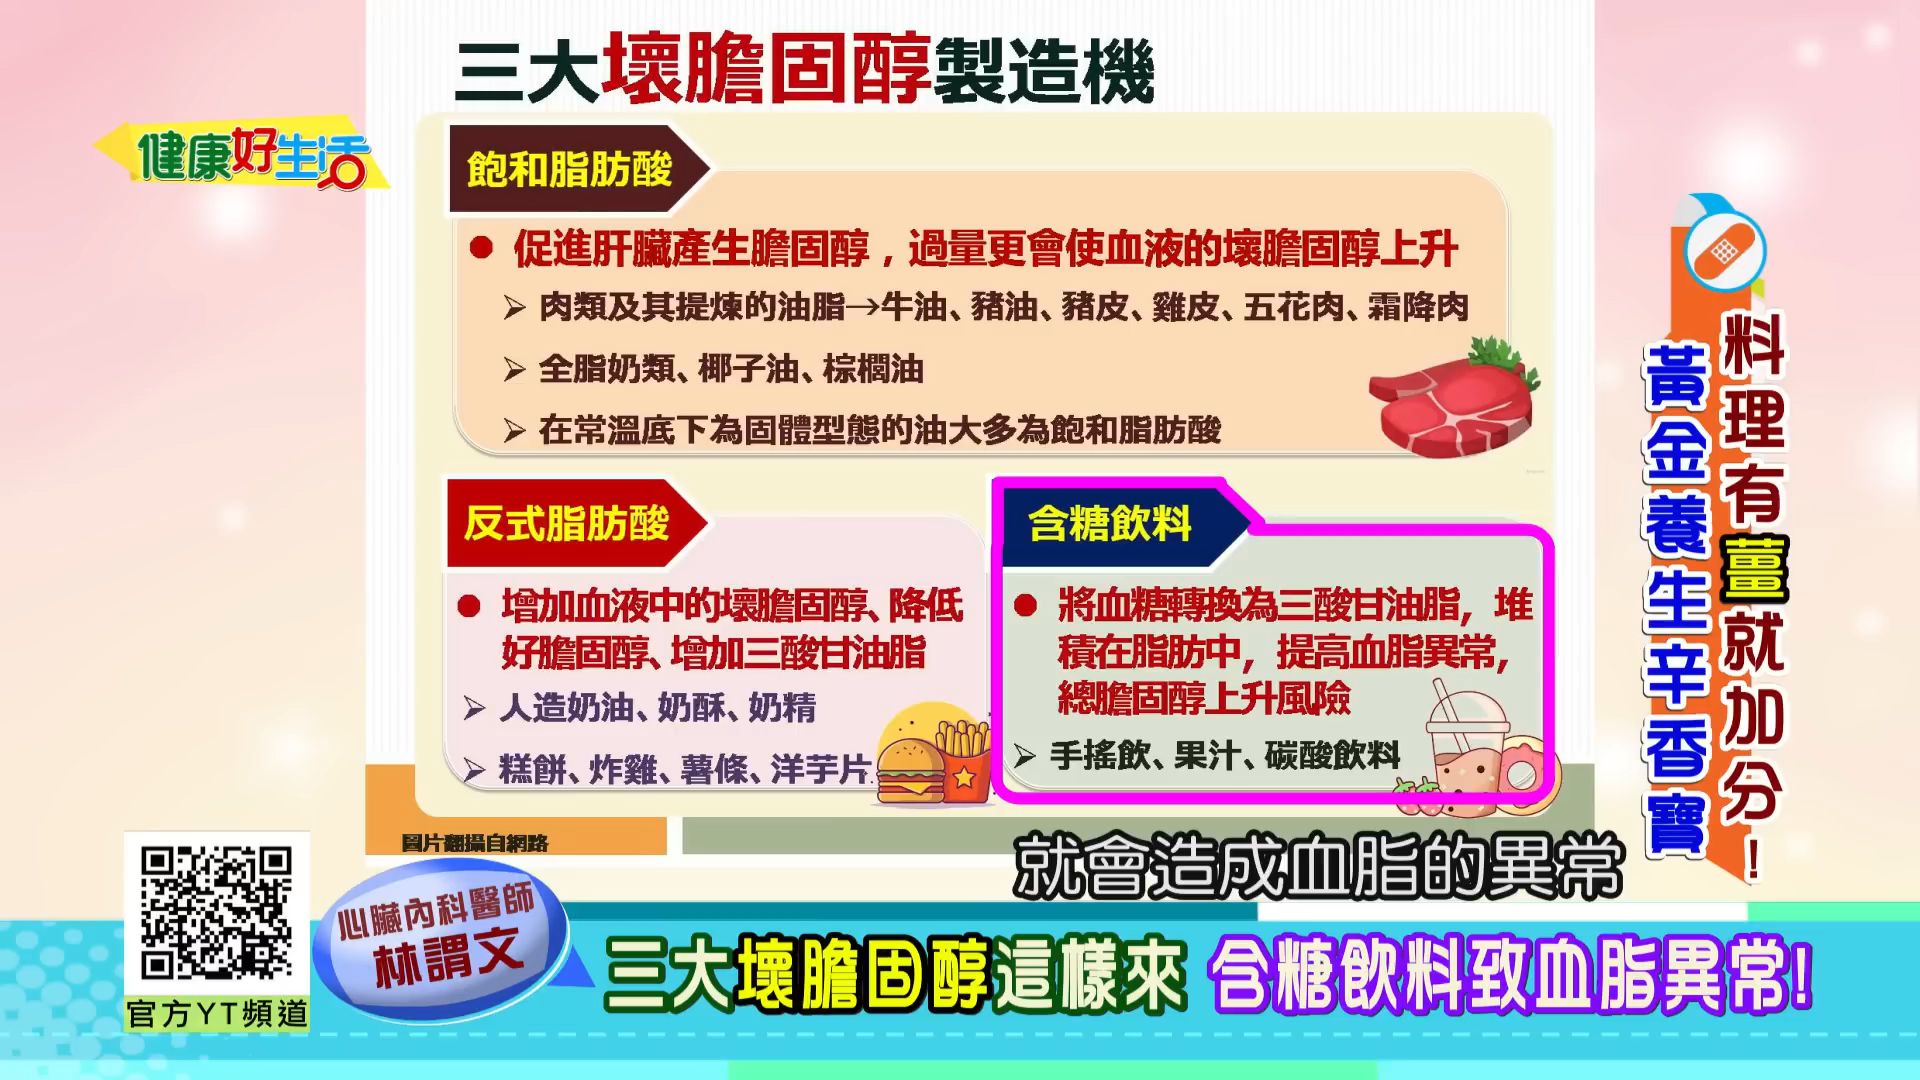 三大壞膽固醇製造機
健康好生活
飽和脂肪酸
促進肝臟產生膽固醇，過量更會使血液的壞膽固醇上升
肉類及其提煉的油脂→牛油、豬油、豬皮、雞皮、五花肉、霜降肉
全脂奶類、椰子油、棕櫚油
在常溫底下為固體型態的油大多為飽和脂肪酸
反式脂肪酸
增加血液中的壞膽固醇、降低
好膽固醇、增加三酸甘油脂
人造奶油、奶酥、奶精
糕餅、炸雞、薯條、洋芋片
含糖飲料
將血糖轉換為三酸甘油脂，堆
積在脂肪中，提高血脂異常，
總膽固醇上升風險
手搖飲、果汁、碳酸飲料
料理有薑就加分！
黃金養生辛香寶
圖片翻攝自網路
就會造成血脂的異常
心臟內科醫師
林謂文
三大壞膽固醇這樣來 含糖飲料致血脂異常!
官方YT頻道